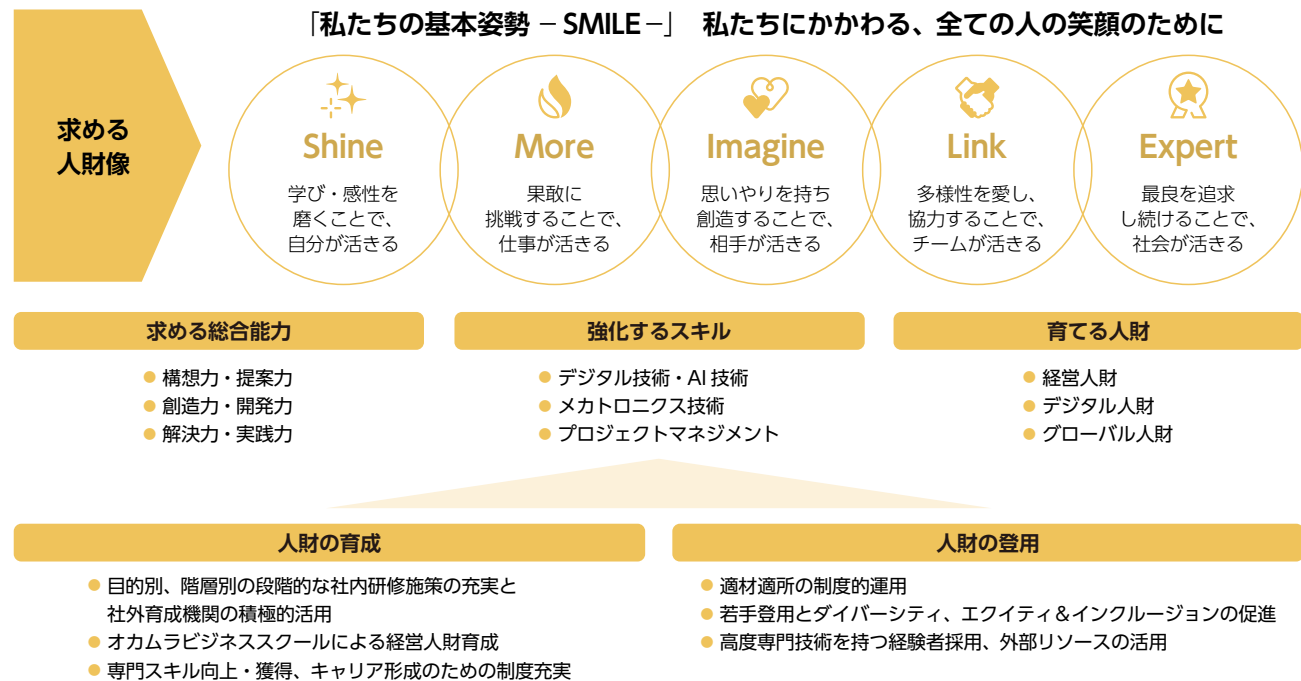 「私たちの基本姿勢 − SMILE −」 私たちにかかわる、全ての人の笑顔のために
求める
人財像
Shine
学び・感性を
磨くことで、
自分が活きる
More
果敢に
挑戦することで、
仕事が活きる
Imagine
思いやりを持ち
創造することで、
相手が活きる
Link
多様性を愛し、
協力することで、
チームが活きる
Expert
最良を追求
し続けることで、
社会が活きる
求める総合能力
● 構想力・提案力
● 創造力・開発力
● 解決力・実践力
強化するスキル
● デジタル技術・AI 技術
● メカトロニクス技術
● プロジェクトマネジメント
育てる人財
● 経営人財
● デジタル人財
● グローバル人財
人財の育成
● 目的別、階層別の段階的な社内研修施策の充実と
社外育成機関の積極的活用
● オカムラビジネススクールによる経営人財育成
● 専門スキル向上・獲得、キャリア形成のための制度充実
人財の登用
● 適材適所の制度的運用
● 若手登用とダイバーシティ、エクイティ＆インクルージョンの促進
● 高度専門技術を持つ経験者採用、外部リソースの活用